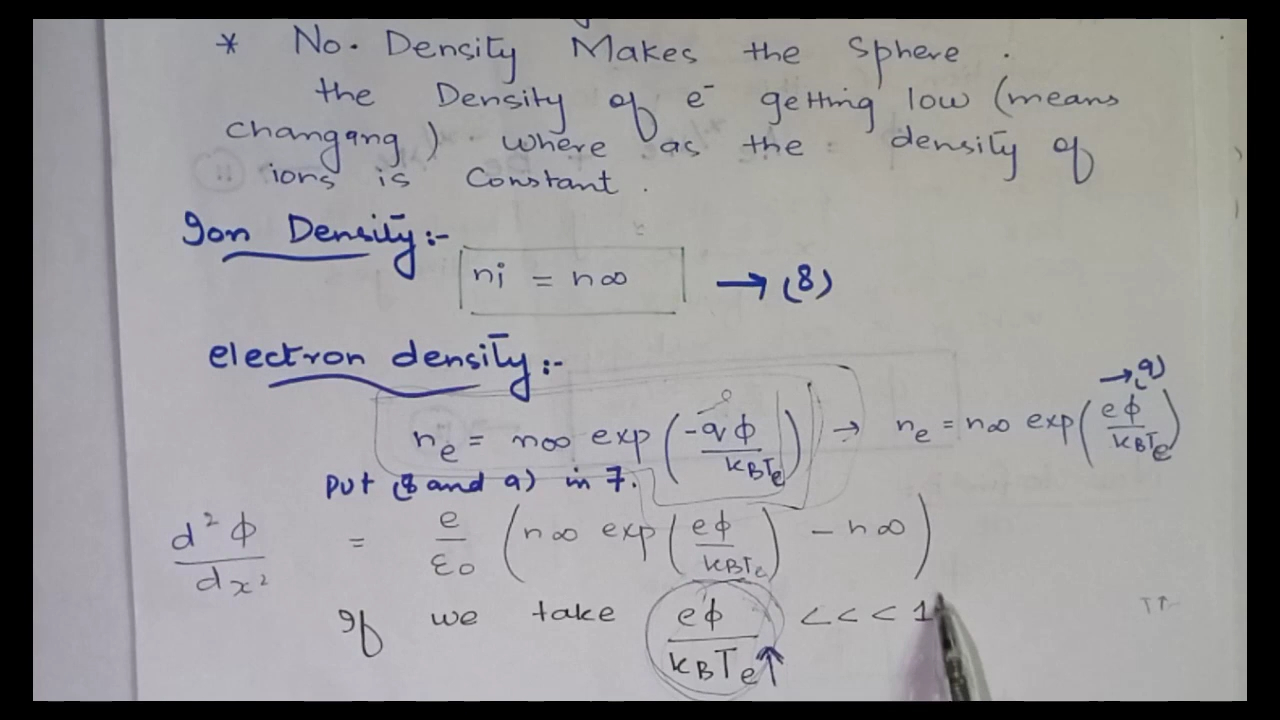 * No. Density Makes the Sphere.
the Density of e⁻ getting low (means
changang) where as the density of
ions is Constant.
Ion Density:-
ni = n∞ → (8)
electron density:-
→ 9)
ne = n∞ exp(-qϕ/kBTe) → ne = n∞ exp(eϕ/kBTe)
put (8 and 9) in 7.
d²ϕ/dx² = e/ε0 (n∞ exp(eϕ/kBTe) - n∞)
If we take eϕ/kBTe↑ <<< 1
T↑